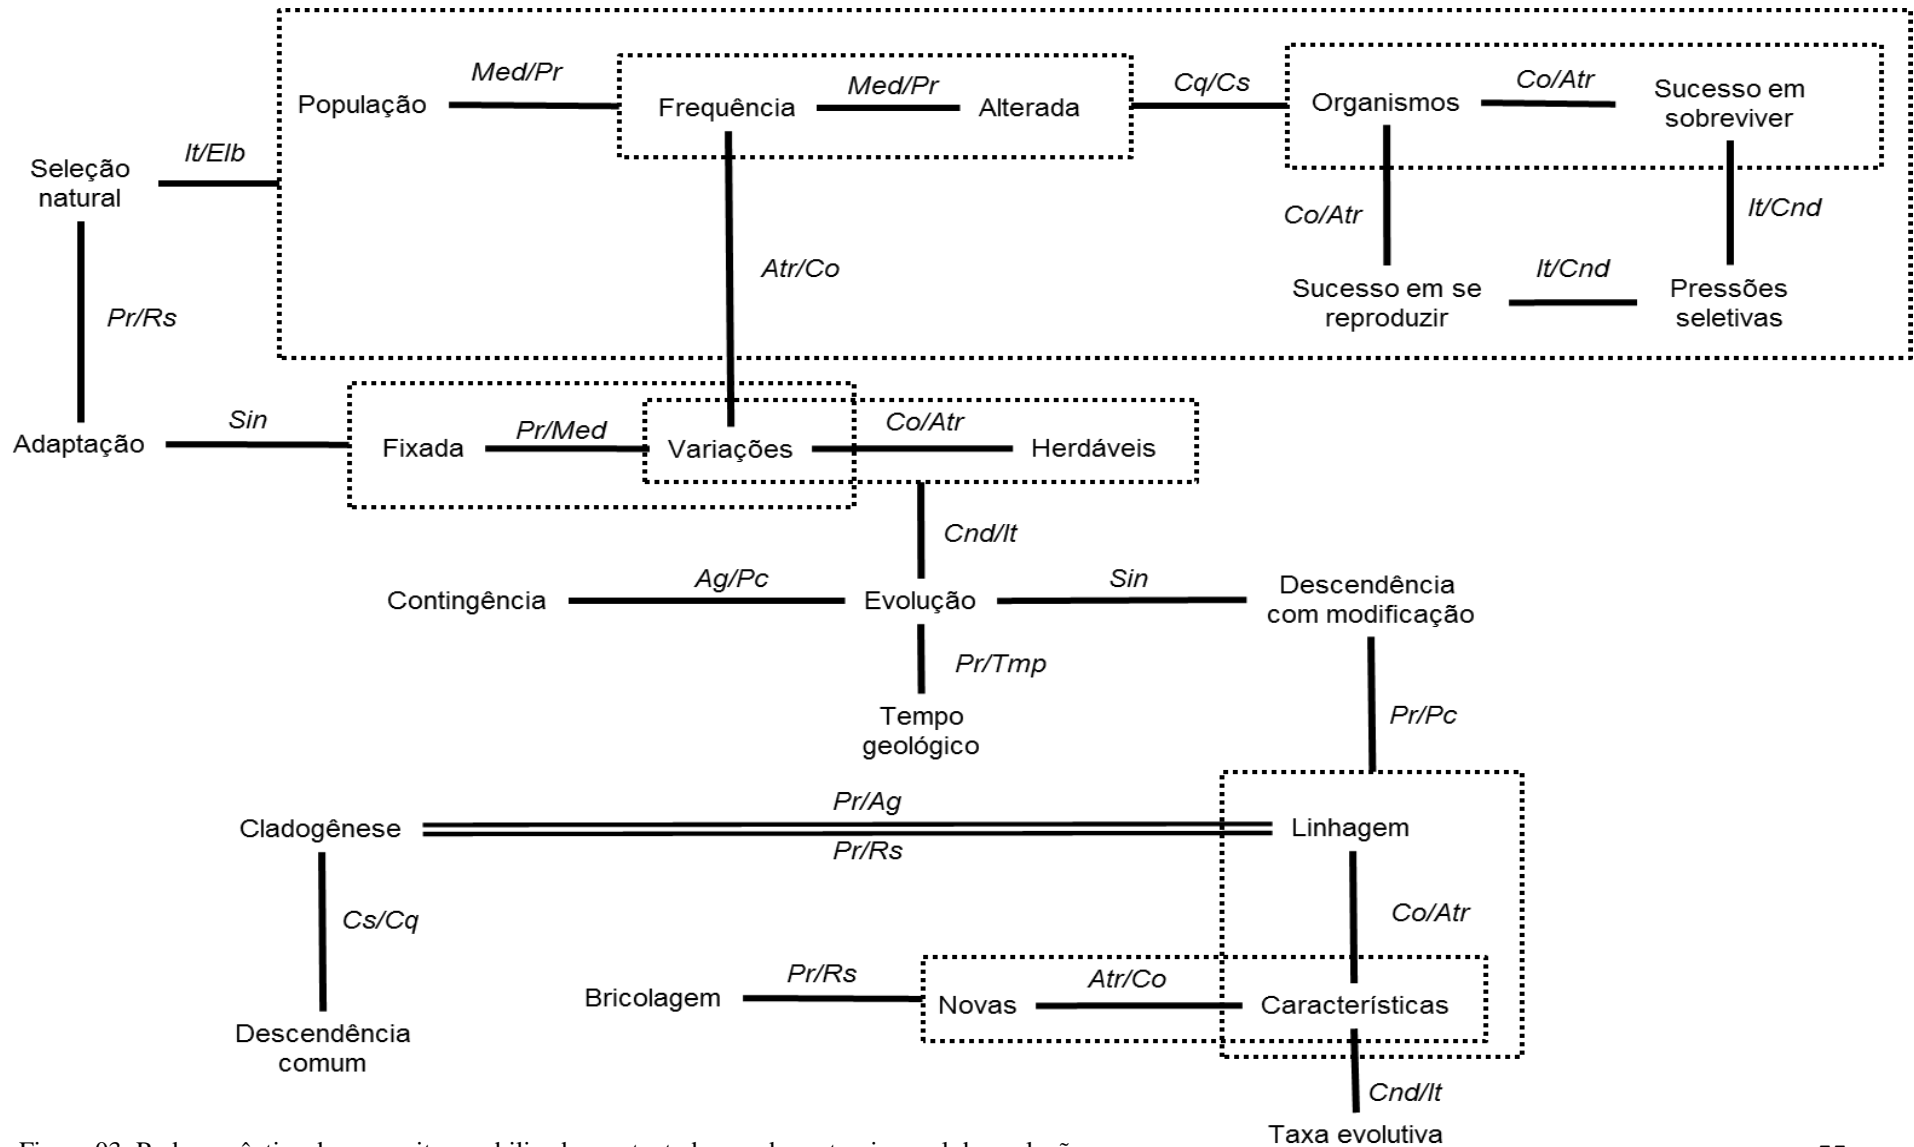 Med/Pr
População
Frequência
Med/Pr
Alterada
Cq/Cs
Organismos
Co/Atr
Sucesso em
sobreviver
Seleção
natural
It/Elb
Atr/Co
Co/Atr
It/Cnd
Sucesso em se
reproduzir
It/Cnd
Pressões
seletivas
Pr/Rs
Adaptação
Sin
Fixada
Pr/Med
Variações
Co/Atr
Herdáveis
Cnd/It
Contingência
Ag/Pc
Evolução
Sin
Descendência
com modificação
Pr/Tmp
Tempo
geológico
Pr/Pc
Cladogênese
Pr/Ag
Pr/Rs
Linhagem
Cs/Cq
Co/Atr
Descendência
comum
Bricolagem
Pr/Rs
Novas
Atr/Co
Características
Cnd/It
Taxa evolutiva